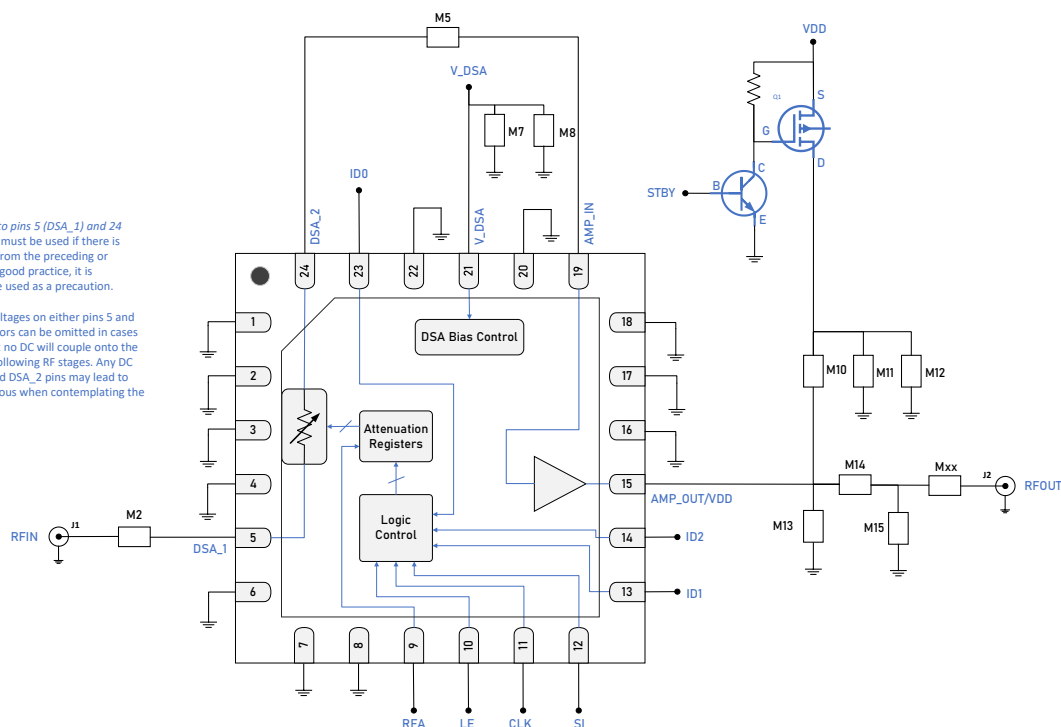 M5
VDD
V_DSA
Q1
S
G
D
M7
M8
ID0
C
STBY
B
E
DSA_2
V_DSA
AMP_IN
to pins 5 (DSA_1) and 24
must be used if there is
from the preceding or
good practice, it is
e used as a precaution.
ltages on either pins 5 and
ors can be omitted in cases
no DC will couple onto the
llowing RF stages. Any DC
d DSA_2 pins may lead to
ous when contemplating the
24
23
22
21
20
19
1
2
3
4
5
6
18
17
16
15
14
13
DSA Bias Control
Attenuation
Registers
Logic
Control
M10
M11
M12
M14
Mxx
J2
RFOUT
AMP_OUT/VDD
M13
M15
RFIN
J1
M2
DSA_1
ID2
ID1
7
8
9
10
11
12
CLK